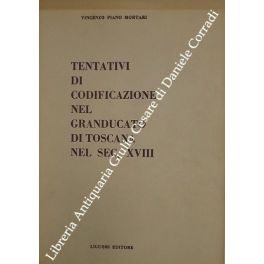 VINCENZO PIANO MORTARI
TENTATIVI
DI
CODIFICAZIONE
NEL
GRANDUCATO
DI TOSCANA
NEL SEC. XVIII
LIGUORI EDITORE
Libreria Antiquaria Giulio Cesare di Daniele Corradi